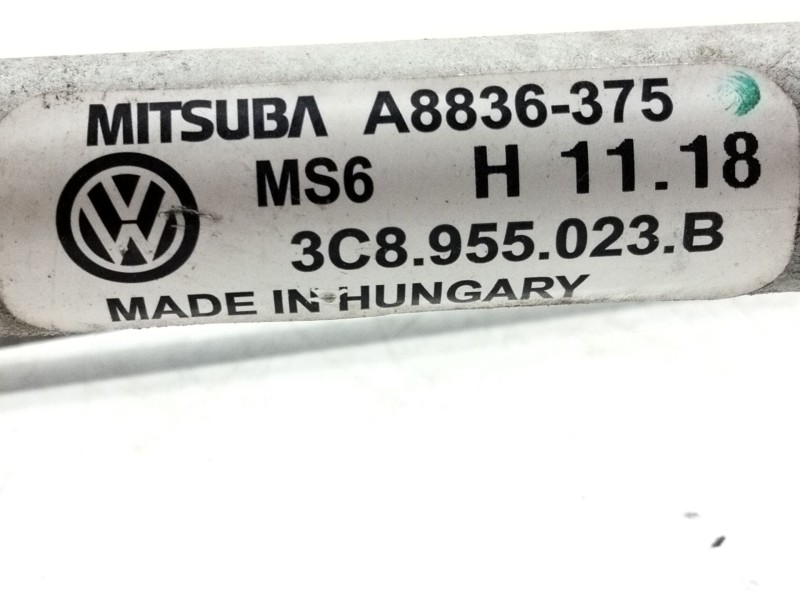 MITSUBA A8836-375
MS6 H 11.18
3C8.955.023.B
MADE IN HUNGARY